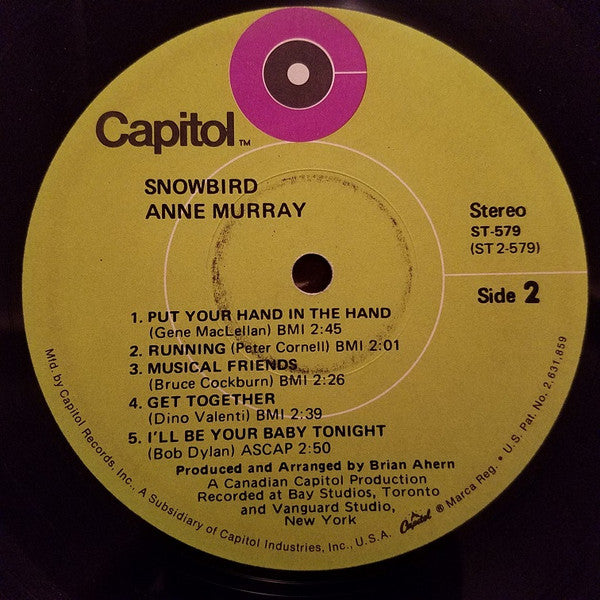 Capitol™
SNOWBIRD
ANNE MURRAY
Stereo
ST-579
(ST 2-579)
Side 2
1. PUT YOUR HAND IN THE HAND
(Gene MacLellan) BMI 2:45
2. RUNNING (Peter Cornell) BMI 2:01
3. MUSICAL FRIENDS
(Bruce Cockburn) BMI 2:26
4. GET TOGETHER
(Dino Valenti) BMI 2:39
5. I'LL BE YOUR BABY TONIGHT
(Bob Dylan) ASCAP 2:50
Produced and Arranged by Brian Ahern
A Canadian Capitol Production
Recorded at Bay Studios, Toronto
and Vanguard Studio,
New York
Mfd. by Capitol Records, Inc., A Subsidiary of Capitol Industries, Inc., U.S.A. Capitol ® Marca Reg. • U.S. Pat. No. 2,631,859